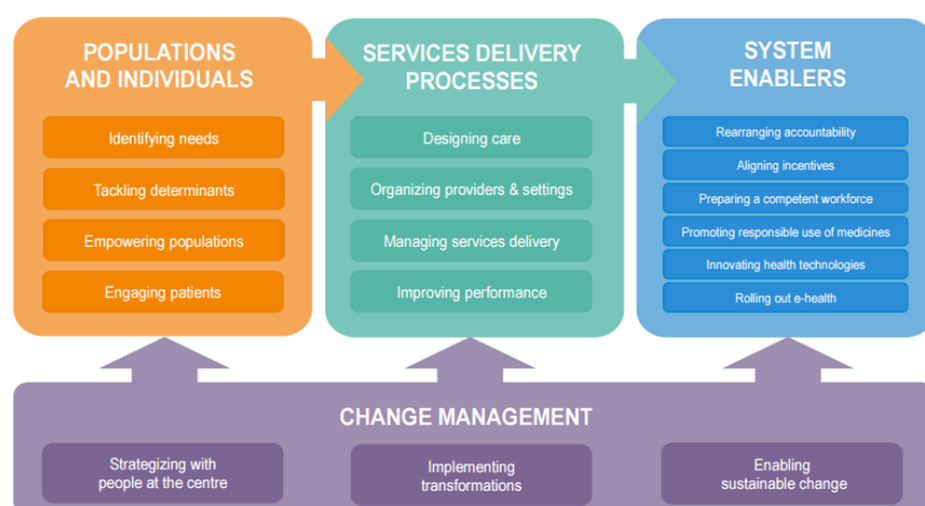 POPULATIONS
AND INDIVIDUALS
Identifying needs
Tackling determinants
Empowering populations
Engaging patients
SERVICES DELIVERY
PROCESSES
Designing care
Organizing providers & settings
Managing services delivery
Improving performance
SYSTEM
ENABLERS
Rearranging accountability
Aligning incentives
Preparing a competent workforce
Promoting responsible use of medicines
Innovating health technologies
Rolling out e-health
CHANGE MANAGEMENT
Strategizing with
people at the centre
Implementing
transformations
Enabling
sustainable change